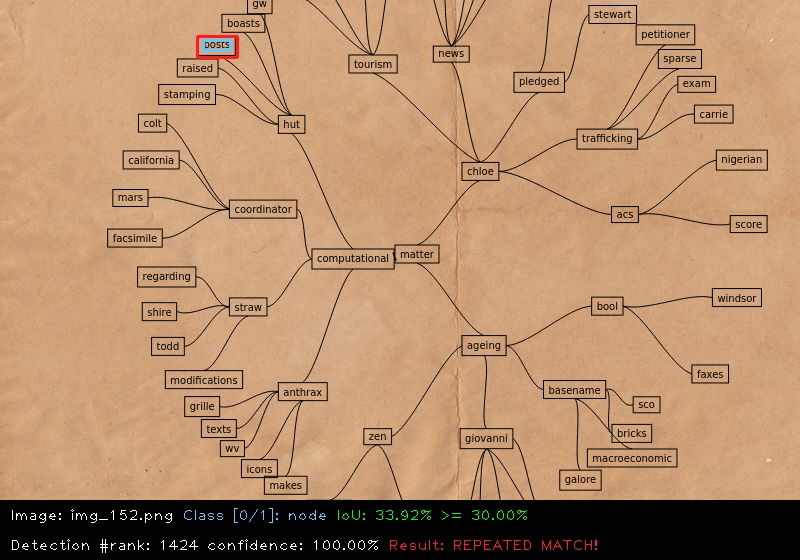 gw
boasts
posts
raised
stamping
hut
tourism
news
pledged
stewart
petitioner
sparse
exam
carrie
trafficking
chloe
nigerian
acs
score
colt
california
mars
facsimile
coordinator
computational
matter
regarding
shire
todd
modifications
straw
ageing
bool
windsor
faxes
basename
sco
bricks
macroeconomic
galore
anthrax
grille
texts
wv
icons
makes
zen
giovanni
Image: img_152.png Class [0/1]: node IoU: 33.92% >= 30.00%
Detection #rank: 1424 confidence: 100.00% Result: REPEATED MATCH!